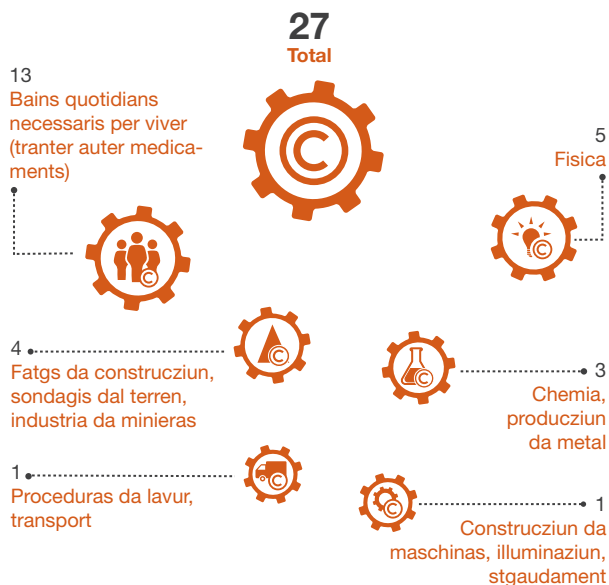 27
Total
13
Bains quotidians
necessaris per viver
(tranter auter medica-
ments)
5
Fisica
4
Fatgs da construcziun,
sondagis dal terren,
industria da minieras
3
Chemia,
producziun
da metal
1
Proceduras da lavur,
transport
1
Construcziun da
maschinas, illuminaziun,
stgaudament